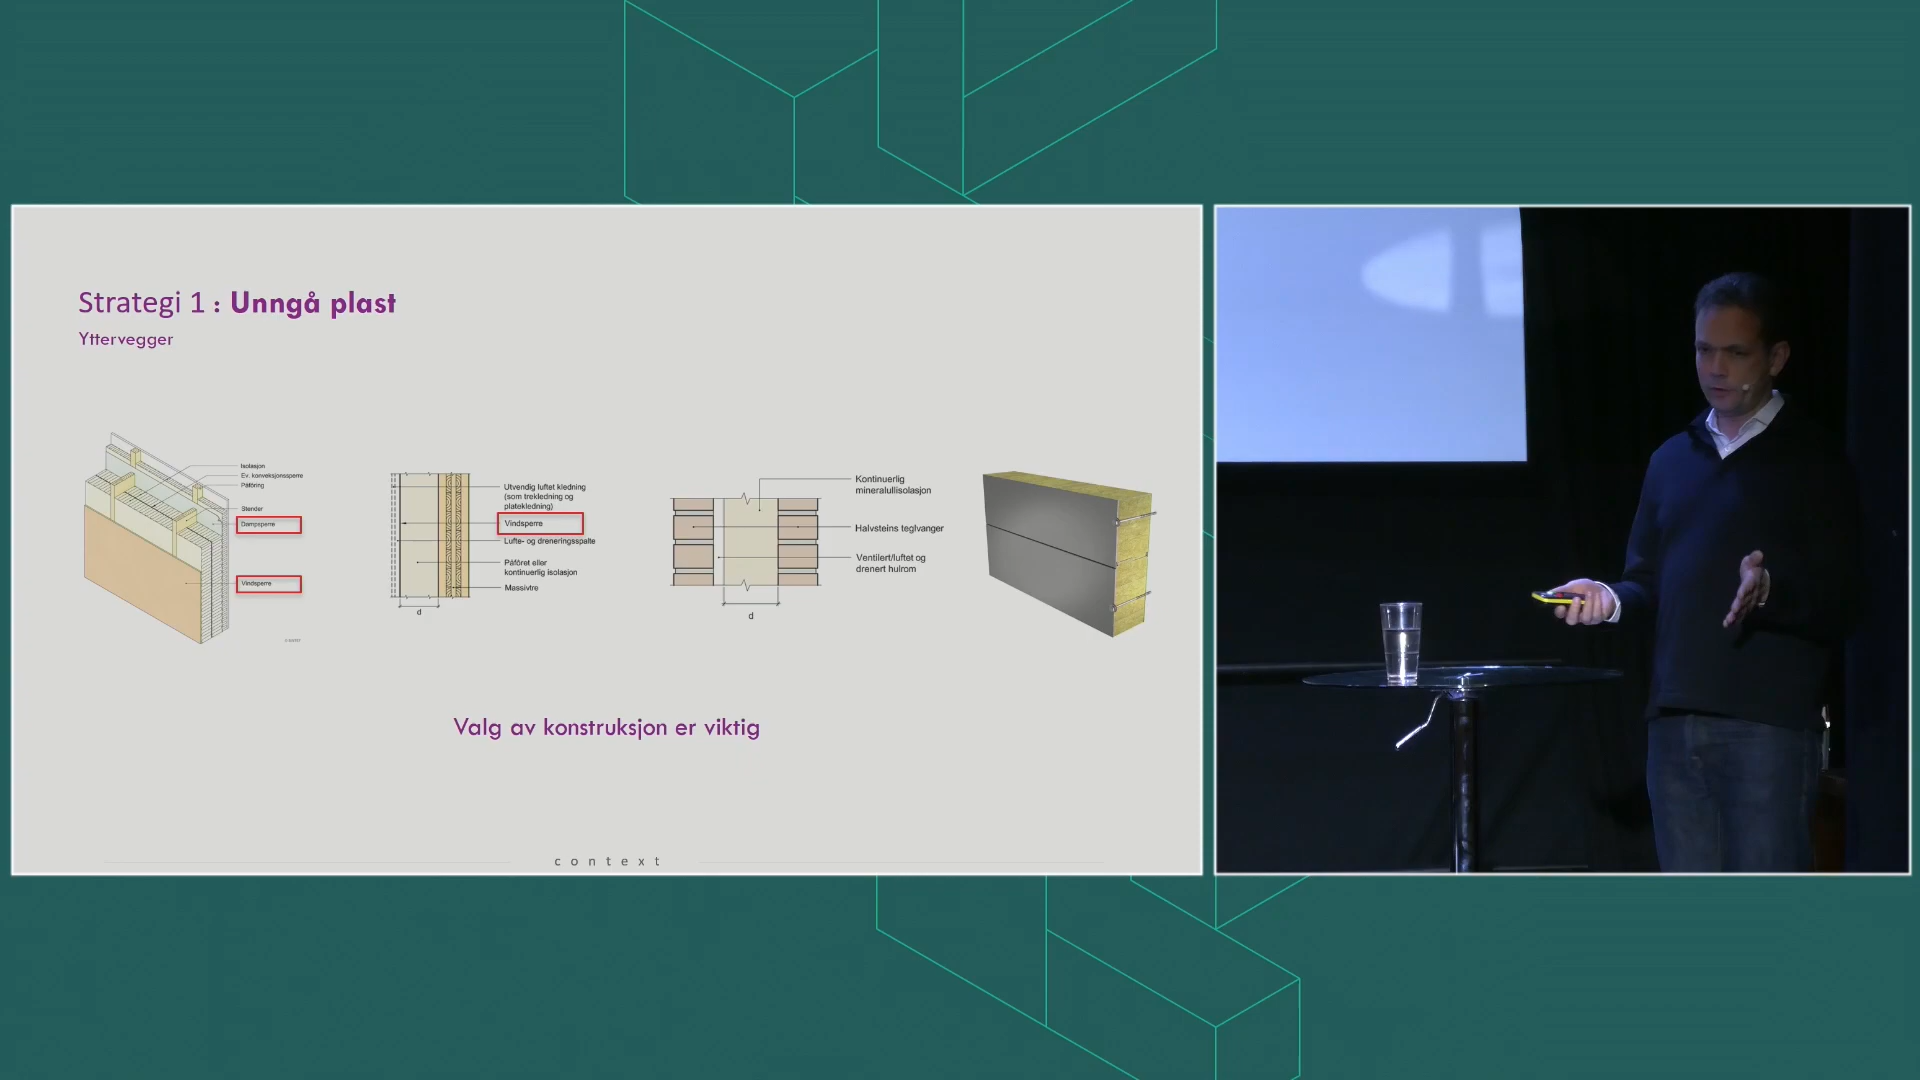 Strategi 1 : Unngå plast
Yttervegger
Isolasjon
Ev. konveksjonssperre
Påforing
Stender
Dampsperre
Vindsperre
Utvendig luftet kledning
(som trekledning og
platekledning)
Vindsperre
Lufte- og dreneringsspalte
Påfôret eller
kontinuerlig isolasjon
Massivtre
d
Kontinuerlig
mineralullisolasjon
Halvsteins teglvanger
Ventilert/luftet og
drenert hulrom
d
Valg av konstruksjon er viktig
context